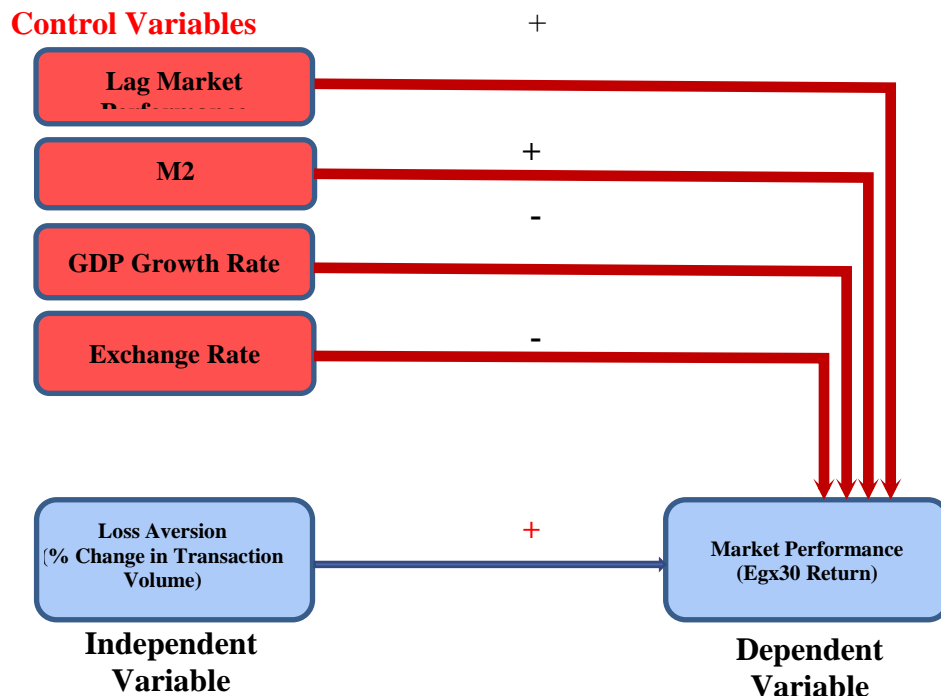 Control Variables
+
Lag Market
Performance
+
M2
-
GDP Growth Rate
-
Exchange Rate
Loss Aversion
(% Change in Transaction
Volume)
+
Market Performance
(Egx30 Return)
Independent
Variable
Dependent
Variable